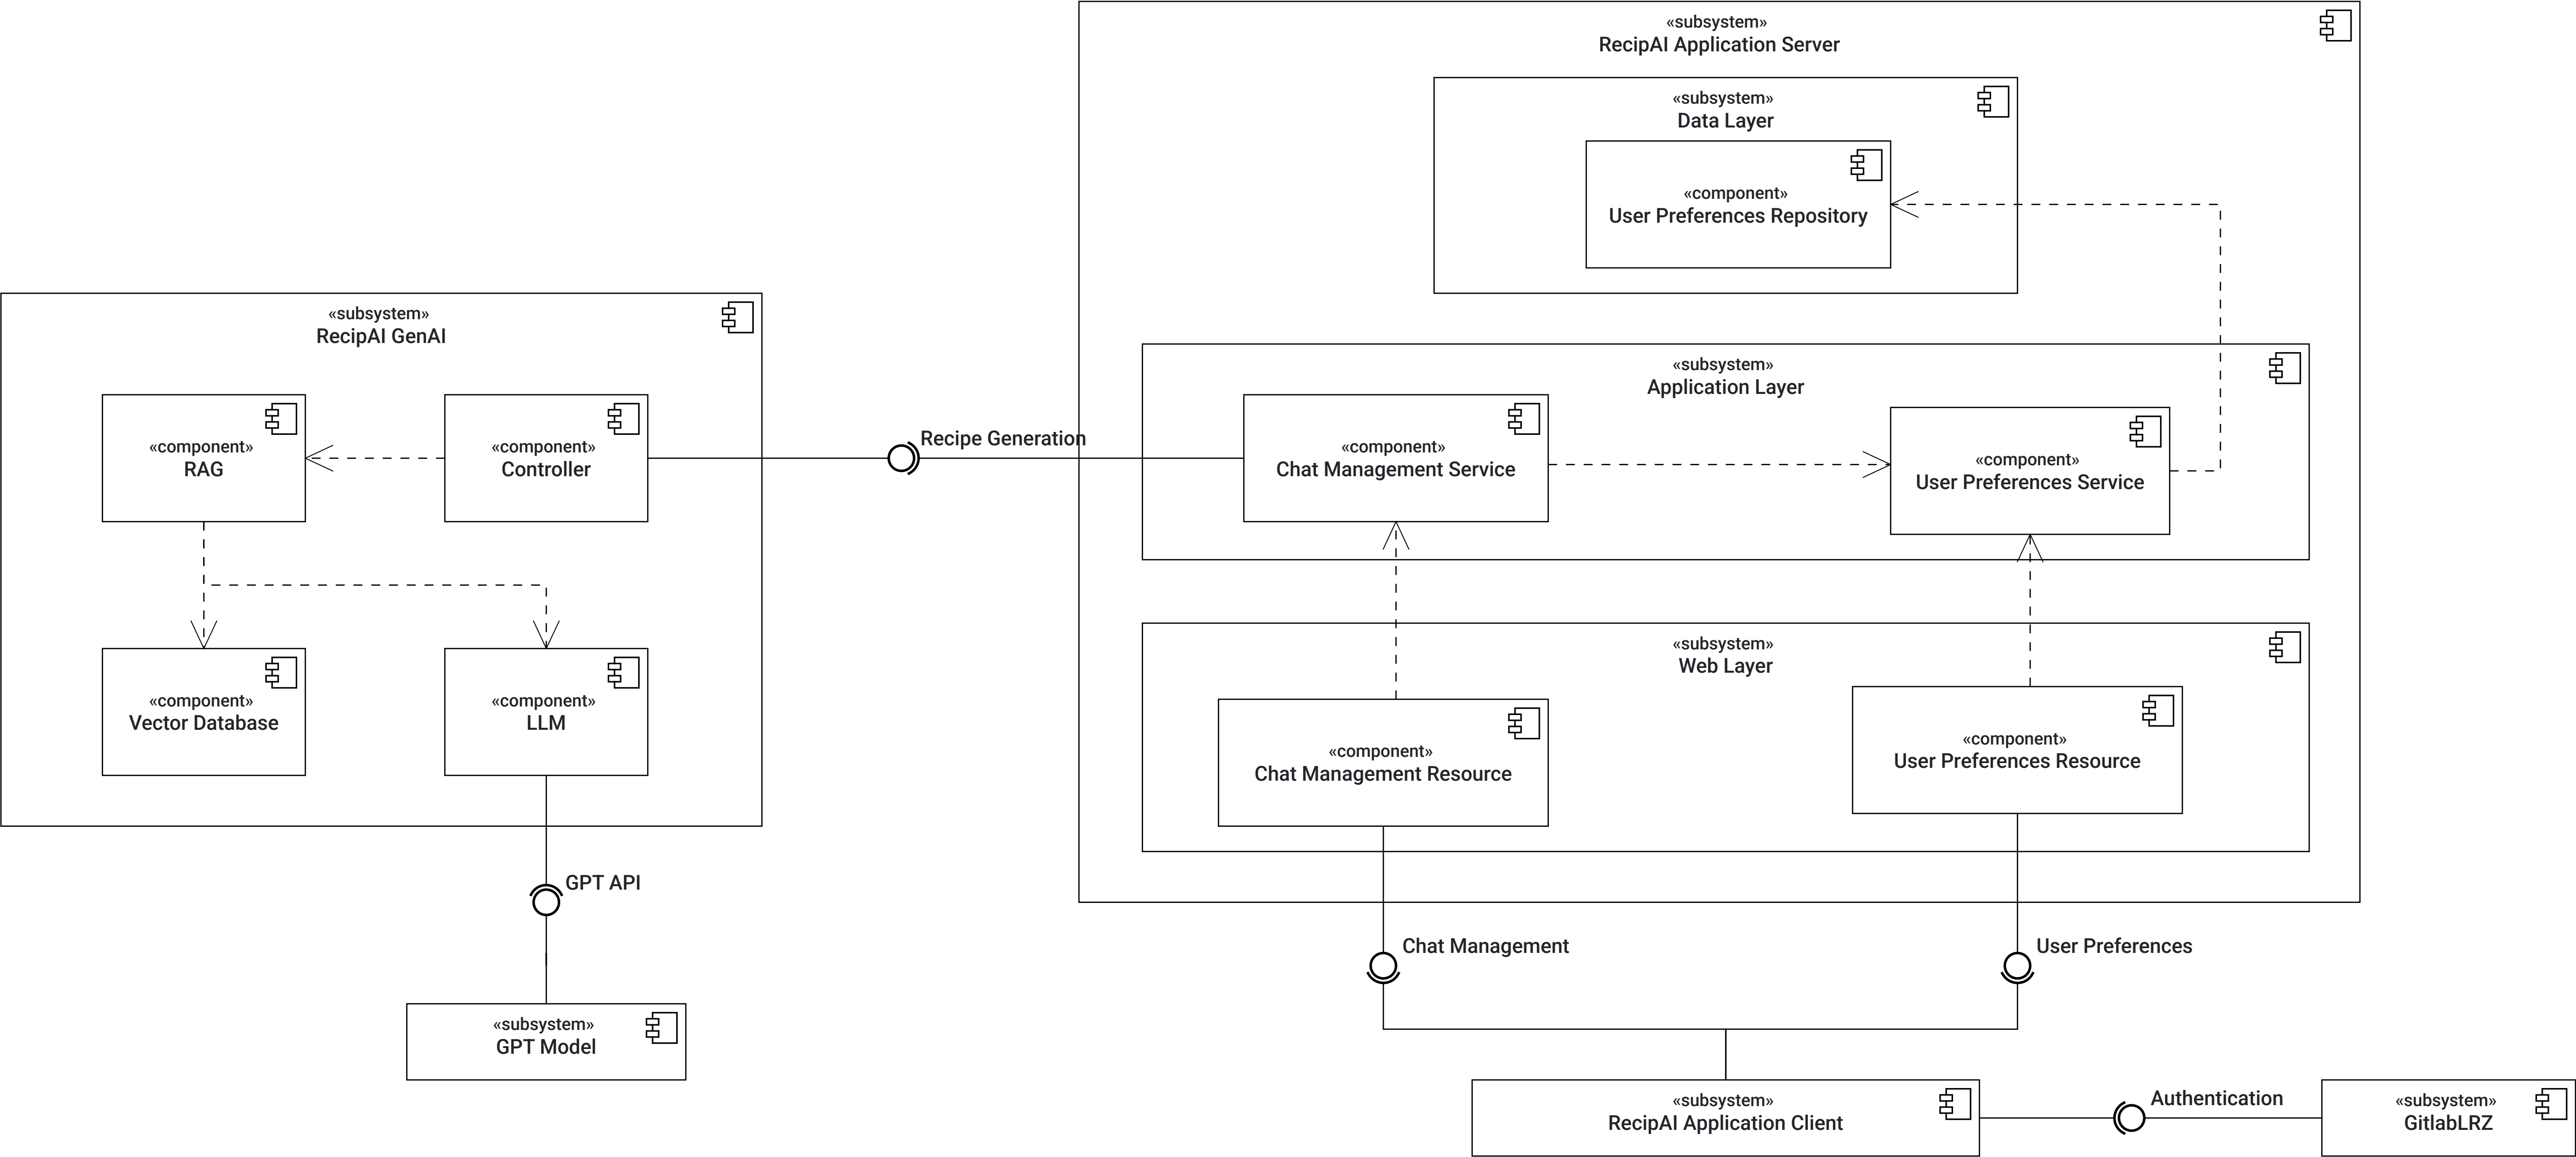 «subsystem»
RecipAI Application Server
«subsystem»
Data Layer
«component»
User Preferences Repository
«subsystem»
RecipAI GenAI
«component»
RAG
«component»
Controller
Recipe Generation
«subsystem»
Application Layer
«component»
Chat Management Service
«component»
User Preferences Service
«component»
Vector Database
«component»
LLM
«subsystem»
Web Layer
«component»
Chat Management Resource
«component»
User Preferences Resource
GPT API
Chat Management
User Preferences
«subsystem»
GPT Model
«subsystem»
RecipAI Application Client
Authentication
«subsystem»
GitlabLRZ